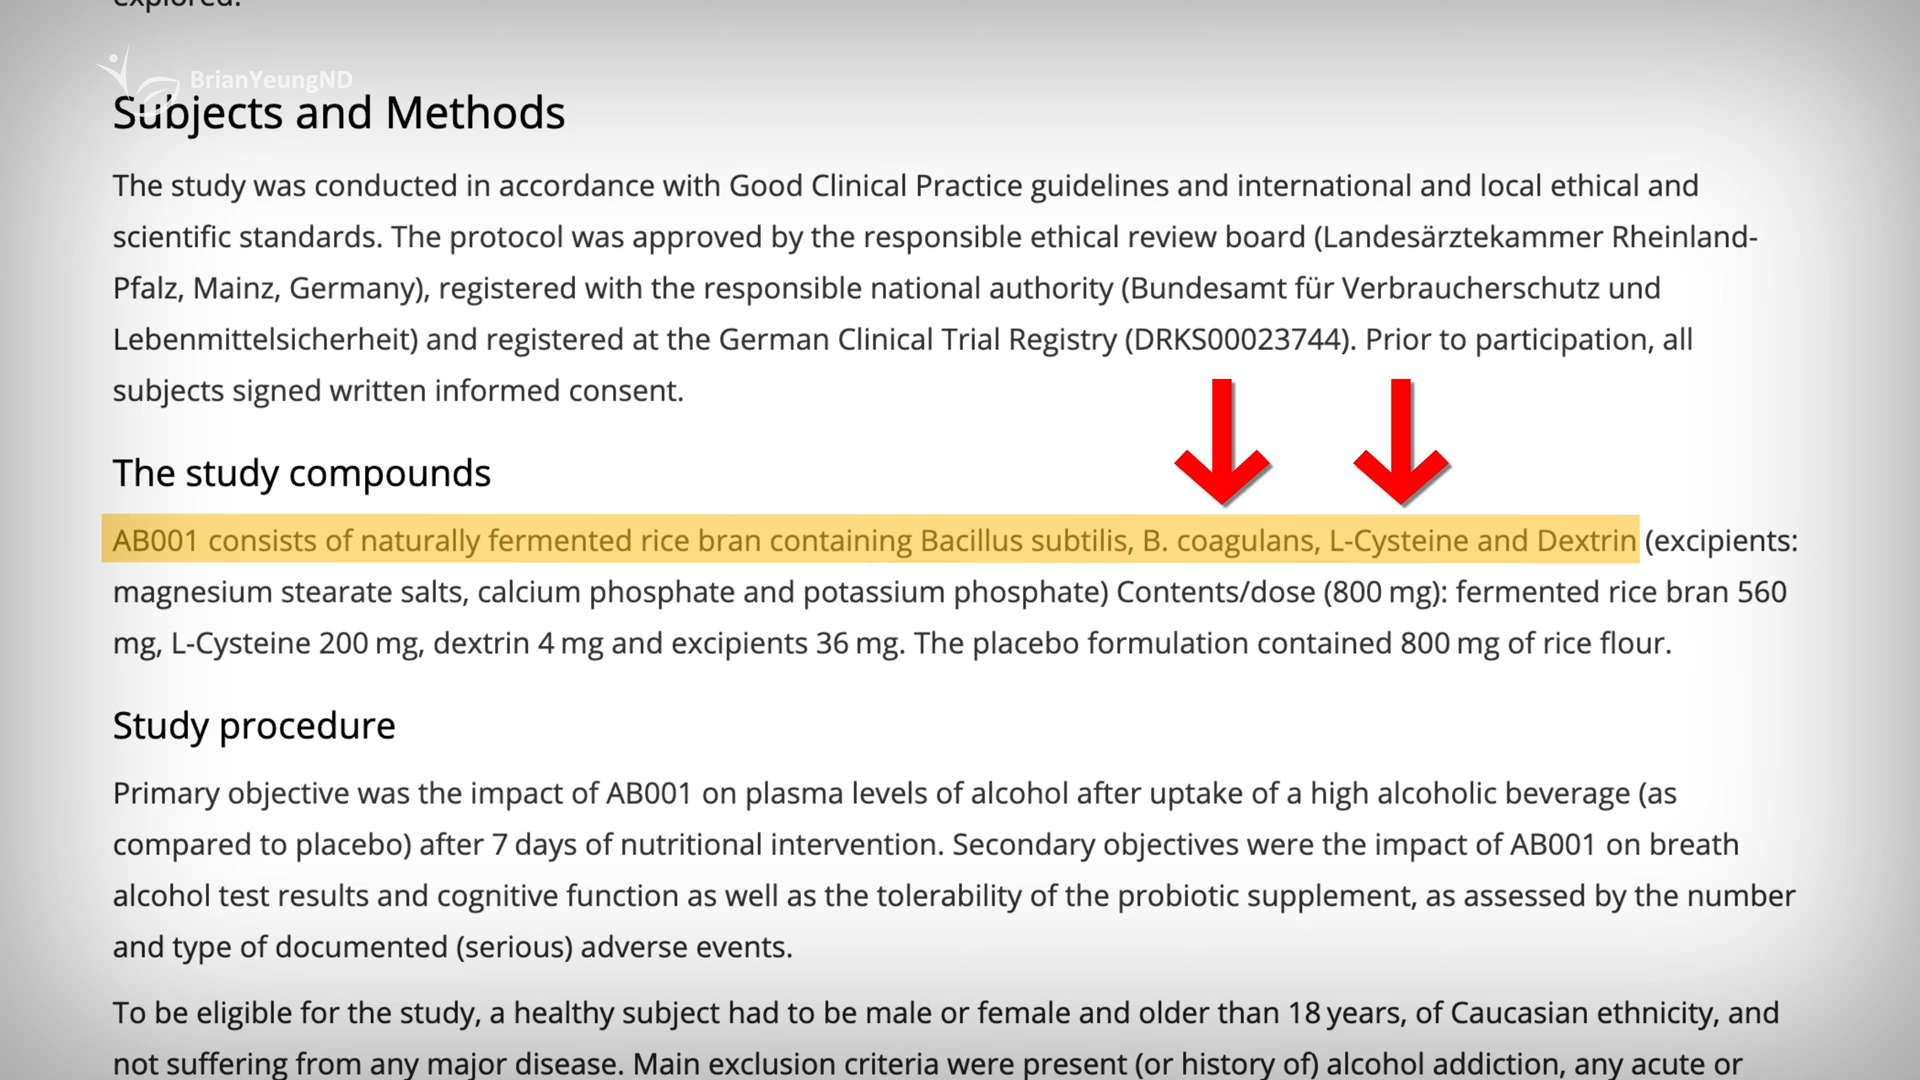 explored.
BrianYeungND
Subjects and Methods
The study was conducted in accordance with Good Clinical Practice guidelines and international and local ethical and
scientific standards. The protocol was approved by the responsible ethical review board (Landesärztekammer Rheinland-
Pfalz, Mainz, Germany), registered with the responsible national authority (Bundesamt für Verbraucherschutz und
Lebenmittelsicherheit) and registered at the German Clinical Trial Registry (DRKS00023744). Prior to participation, all
subjects signed written informed consent.
The study compounds
AB001 consists of naturally fermented rice bran containing Bacillus subtilis, B. coagulans, L-Cysteine and Dextrin (excipients:
magnesium stearate salts, calcium phosphate and potassium phosphate) Contents/dose (800 mg): fermented rice bran 560
mg, L-Cysteine 200 mg, dextrin 4 mg and excipients 36 mg. The placebo formulation contained 800 mg of rice flour.
Study procedure
Primary objective was the impact of AB001 on plasma levels of alcohol after uptake of a high alcoholic beverage (as
compared to placebo) after 7 days of nutritional intervention. Secondary objectives were the impact of AB001 on breath
alcohol test results and cognitive function as well as the tolerability of the probiotic supplement, as assessed by the number
and type of documented (serious) adverse events.
To be eligible for the study, a healthy subject had to be male or female and older than 18 years, of Caucasian ethnicity, and
not suffering from any major disease. Main exclusion criteria were present (or history of) alcohol addiction, any acute or